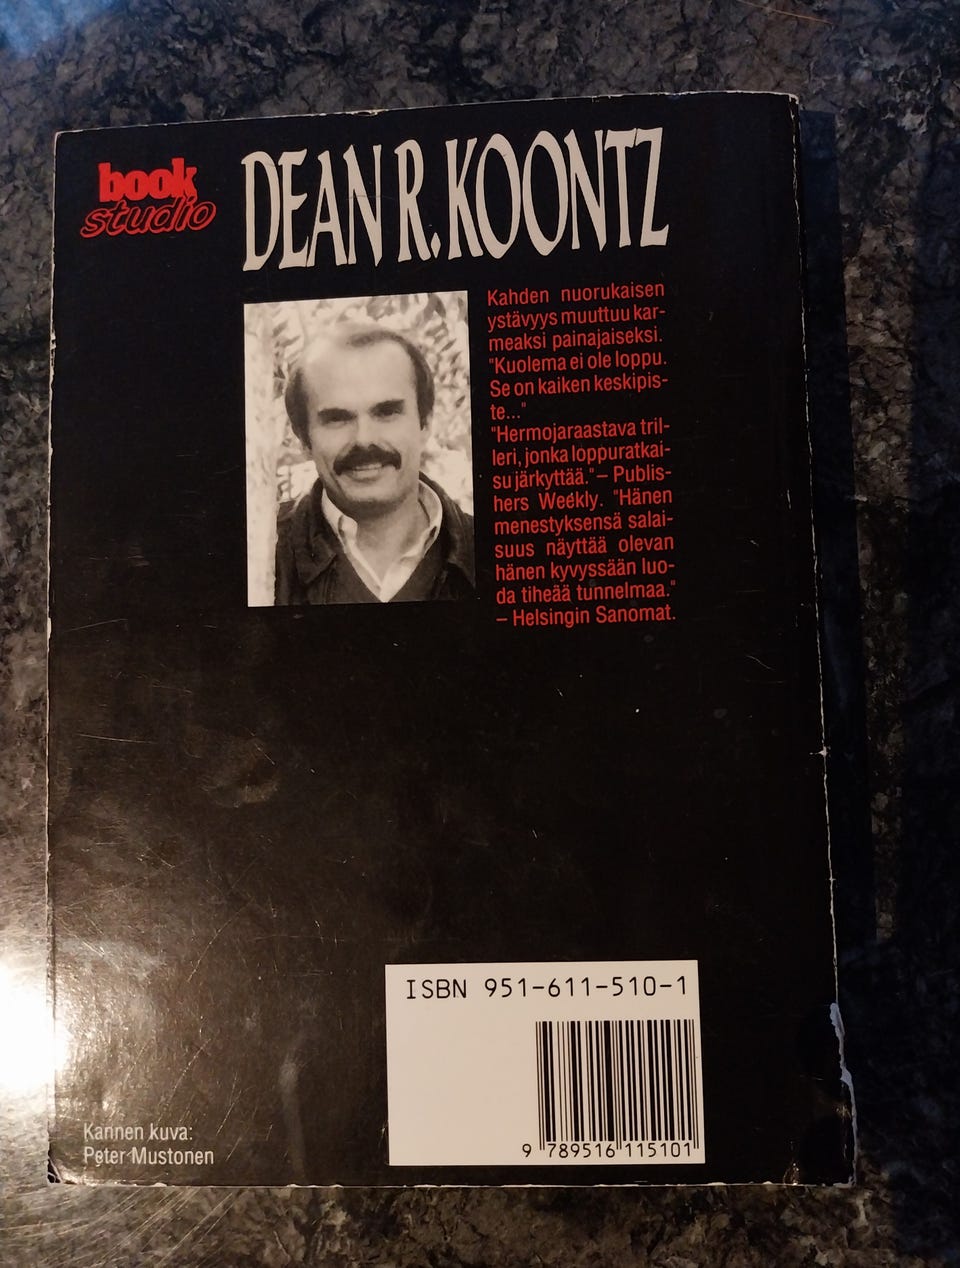 book
studio
DEAN R. KOONTZ
Kahden nuorukaisen
ystävyys muuttuu kar-
meaksi painajaiseksi.
"Kuolema ei ole loppu.
Se on kaiken keskipis-
te..."
"Hermojaraastava tril-
leri, jonka loppuratkai-
su järkyttää." – Publis-
hers Weekly. "Hänen
menestyksensä salai-
suus näyttää olevan
hänen kyvyssään luo-
da tiheää tunnelmaa."
– Helsingin Sanomat.
ISBN 951-611-510-1
9 789516 115101
Kannen kuva:
Peter Mustonen